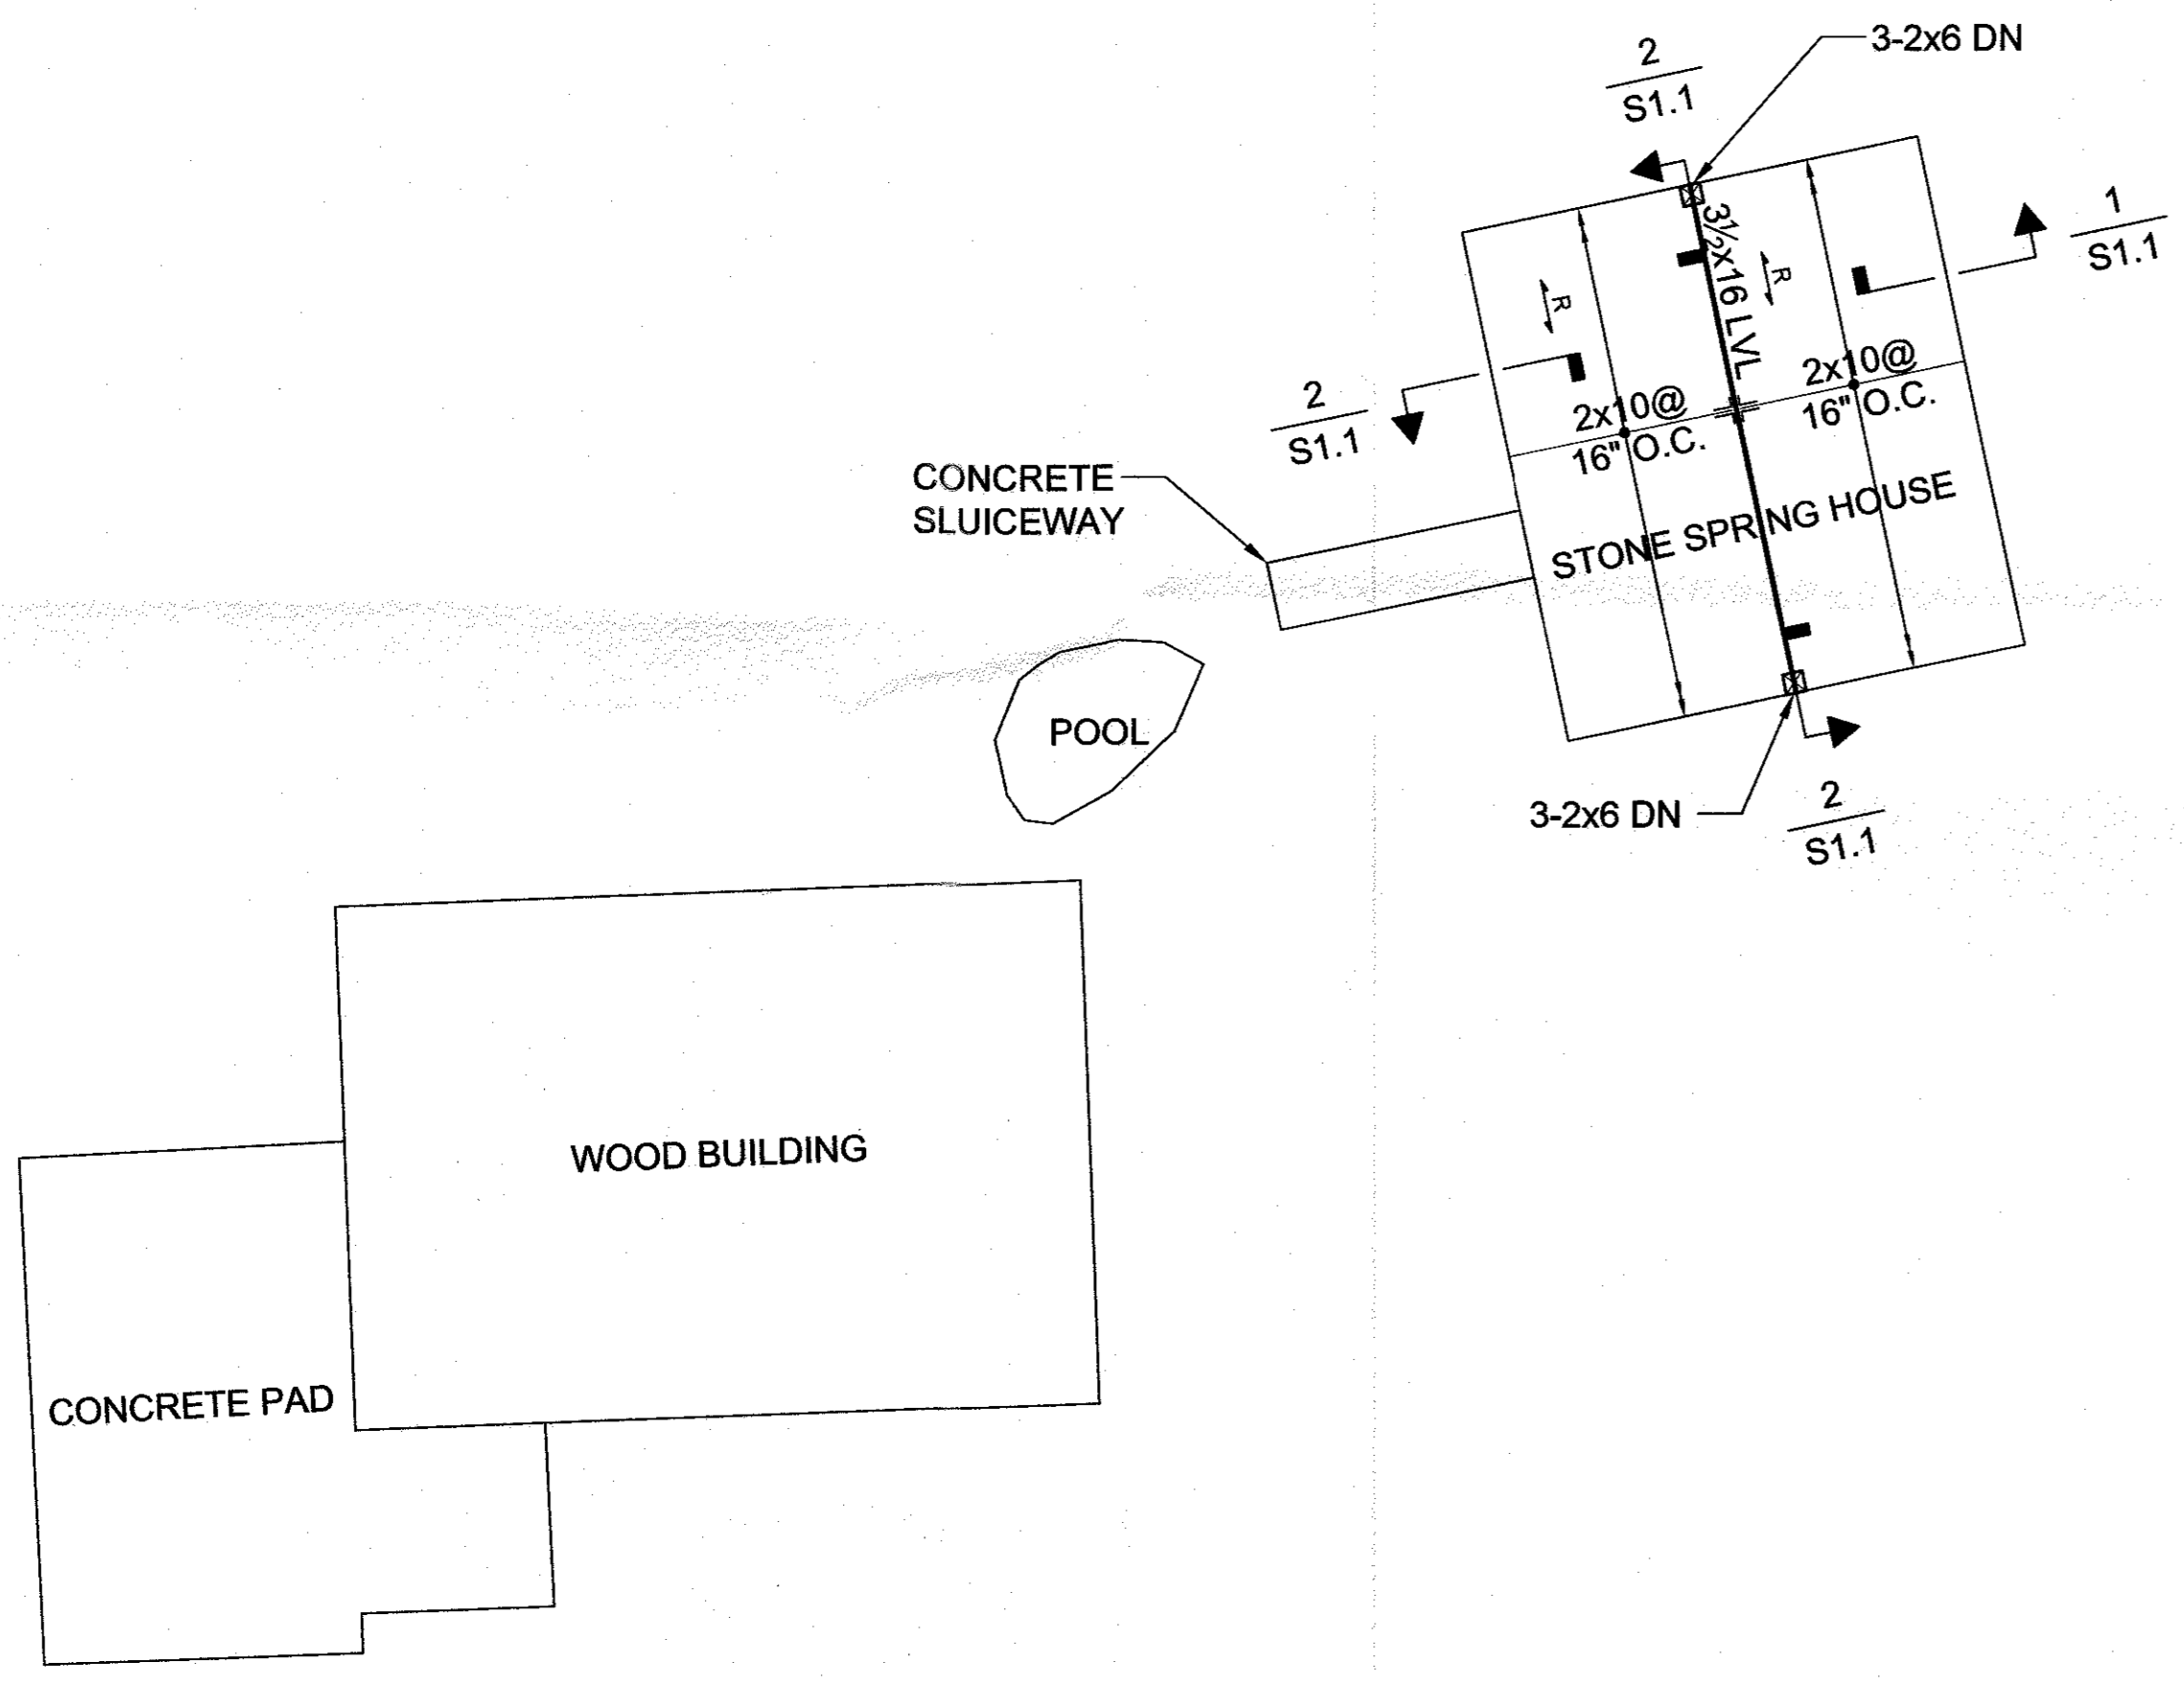 3-2x6 DN
2
S1.1
1
S1.1
3½x16 LVL
R
R
2x10@
16" O.C.
2x10@
16" O.C.
2
S1.1
CONCRETE
SLUICEWAY
STONE SPRING HOUSE
POOL
3-2x6 DN
2
S1.1
WOOD BUILDING
CONCRETE PAD